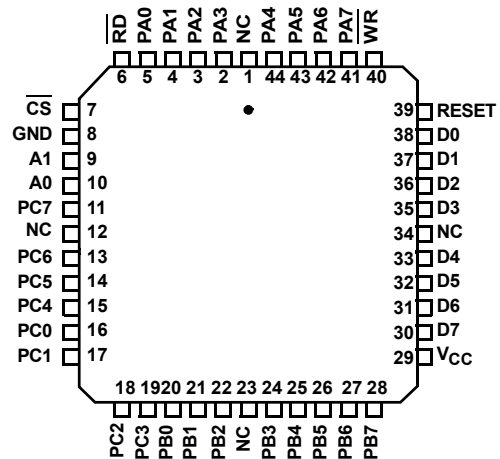 RD PA0 PA1 PA2 PA3 NC PA4 PA5 PA6 PA7 WR
6 5 4 3 2 1 44 43 42 41 40
CS 7
GND 8
A1 9
A0 10
PC7 11
NC 12
PC6 13
PC5 14
PC4 15
PC0 16
PC1 17
39 RESET
38 D0
37 D1
36 D2
35 D3
34 NC
33 D4
32 D5
31 D6
30 D7
29 VCC
18 19 20 21 22 23 24 25 26 27 28
PC2 PC3 PB0 PB1 PB2 NC PB3 PB4 PB5 PB6 PB7